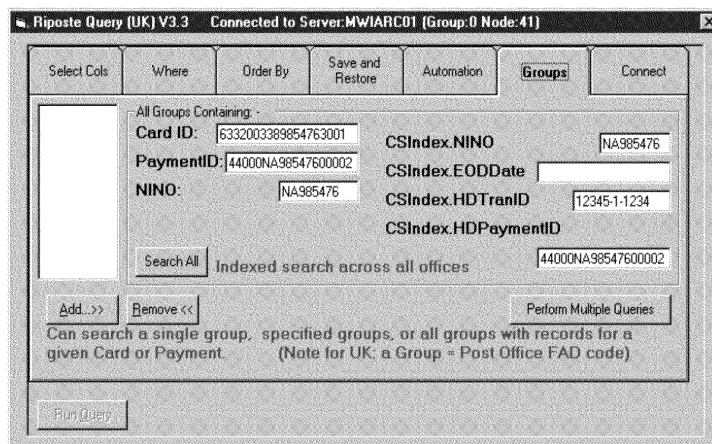 Riposte Query (UK) V3.3 Connected to Server:MWIARC01 (Group:0 Node:41)
Select Cols Where Order By Save and Restore Automation Groups Connect
All Groups Containing: -
Card ID: 6332003389854763001
PaymentID: 44000NA98547600002
NINO: NA985476
CSIndex.NINO NA985476
CSIndex.EODDate
CSIndex.HDTranID 12345-1-1234
CSIndex.HDPaymentID
44000NA98547600002
Search All Indexed search across all offices
Add...>> Remove << Perform Multiple Queries
Can search a single group, specified groups, or all groups with records for a
given Card or Payment. (Note for UK: a Group = Post Office FAD code)
Run Query